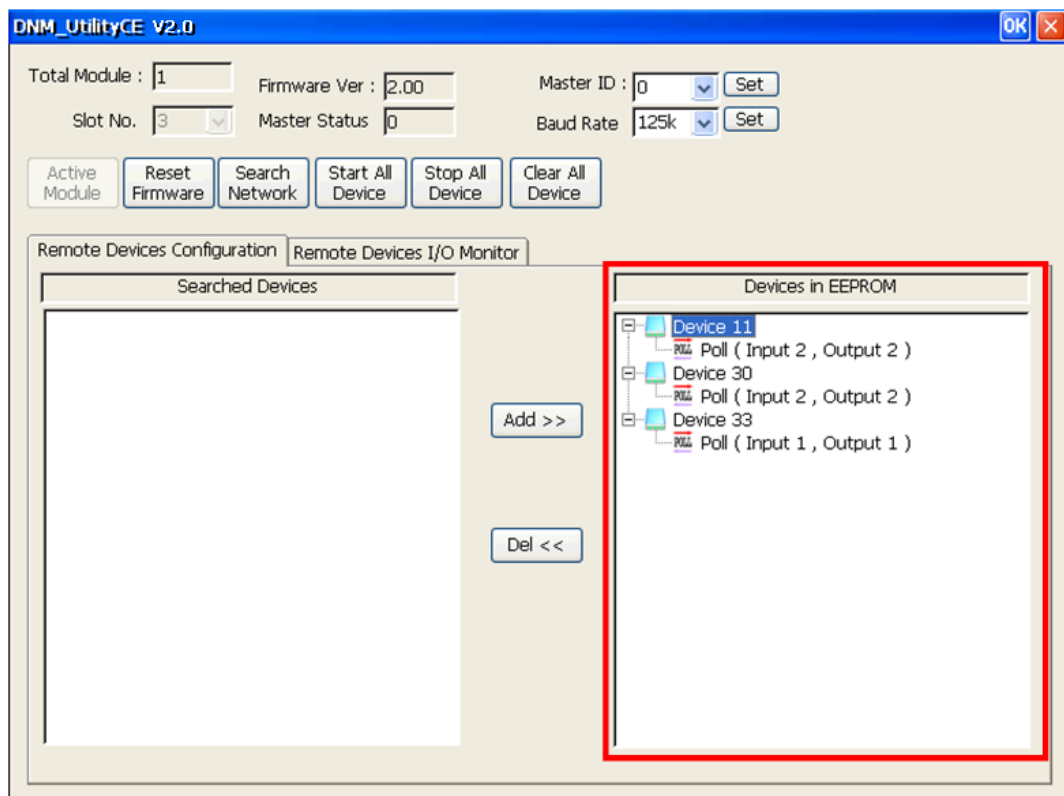 DNM_UtilityCE V2.0 OK
Total Module : 1 Firmware Ver : 2.00 Master ID : 0 Set
Slot No. 3 Master Status 0 Baud Rate 125k Set
Active Module Reset Firmware Search Network Start All Device Stop All Device Clear All Device
Remote Devices Configuration Remote Devices I/O Monitor
Searched Devices Devices in EEPROM
Device 11
POLL Poll ( Input 2 , Output 2 )
Device 30
POLL Poll ( Input 2 , Output 2 )
Add >> Device 33
POLL Poll ( Input 1 , Output 1 )
Del <<